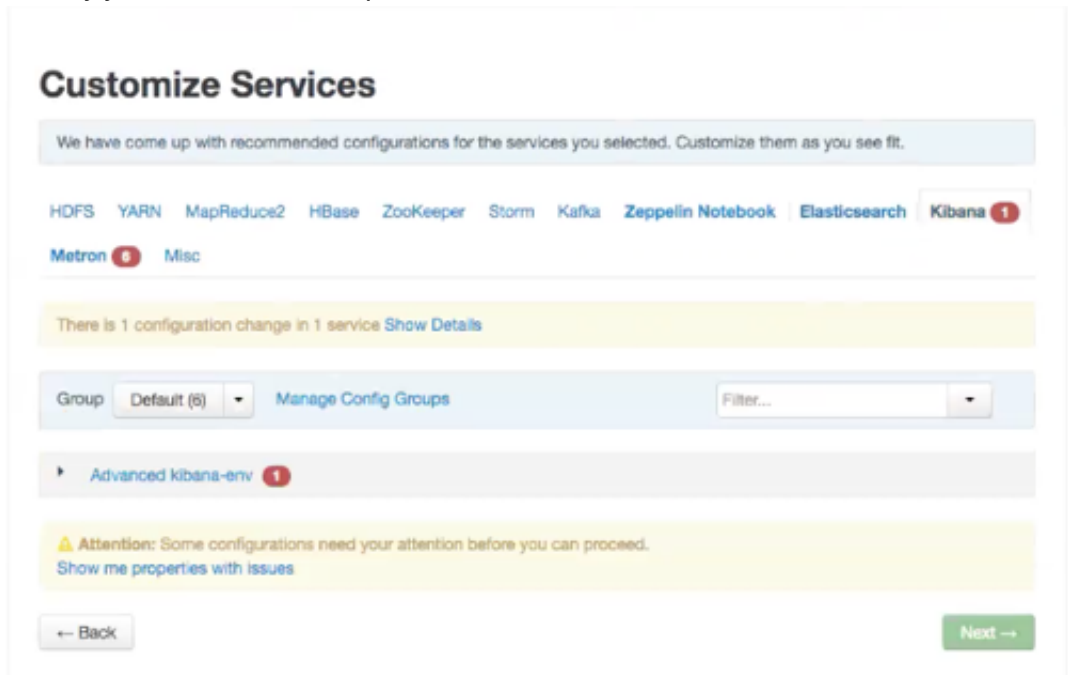 Customize Services
We have come up with recommended configurations for the services you selected. Customize them as you see fit.
HDFS YARN MapReduce2 HBase ZooKeeper Storm Kafka Zeppelin Notebook Elasticsearch Kibana 1
Metron 6 Misc
There is 1 configuration change in 1 service Show Details
Group Default (6) Manage Config Groups Filter...
Advanced kibana-env 1
Attention: Some configurations need your attention before you can proceed.
Show me properties with issues
← Back Next →